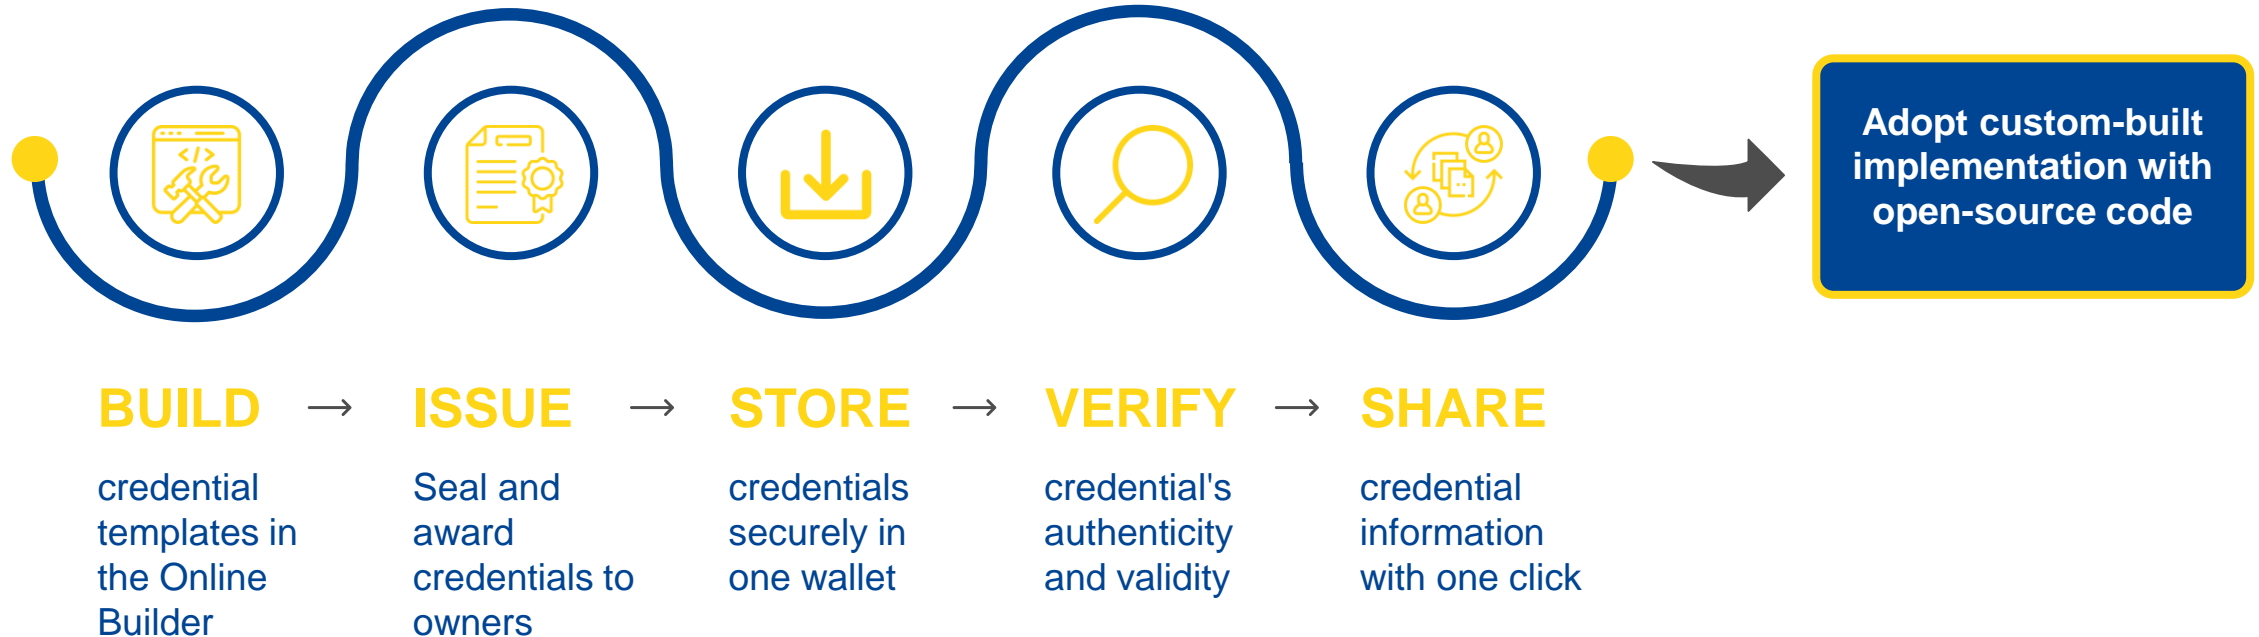 Adopt custom-built
implementation with
open-source code
BUILD → ISSUE → STORE → VERIFY → SHARE
credential
templates in
the Online
Builder
Seal and
award
credentials to
owners
credentials
securely in
one wallet
credential's
authenticity
and validity
credential
information
with one click